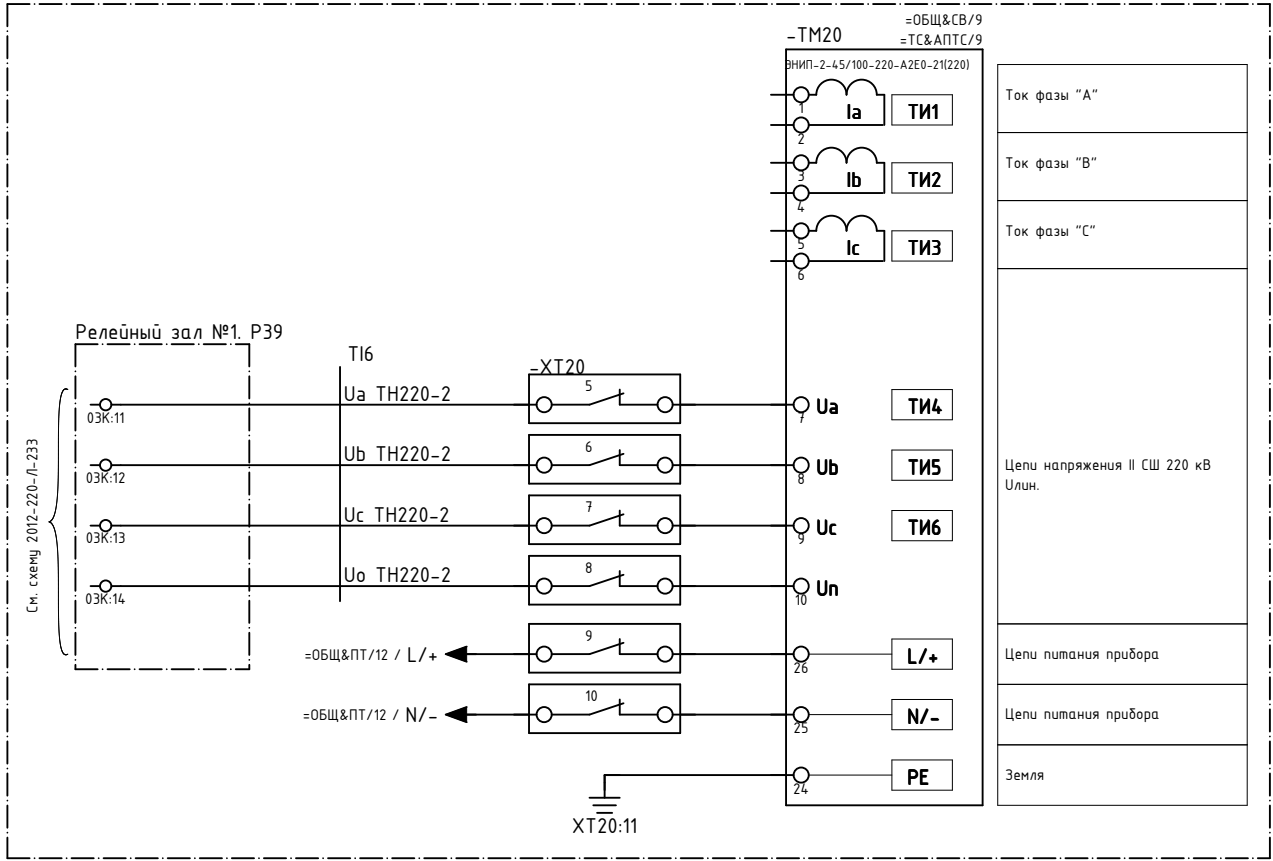 =ОБЩ&СВ/9
-ТМ20
=ТС&АПТС/9
ЭНИП-2-45/100-220-А2Е0-21(220)
1
Ia
ТИ1
Ток фазы "А"
2
3
Ib
ТИ2
Ток фазы "В"
4
5
Ic
ТИ3
Ток фазы "С"
6
Релейный зал №1. Р39
TI6
-XT20
03К:11
Ua ТН220-2
5
7
Ua
ТИ4
03К:12
Ub ТН220-2
6
8
Ub
ТИ5
Цепи напряжения II СШ 220 кВ
Uлин.
03К:13
Uc ТН220-2
7
9
Uc
ТИ6
03К:14
Uo ТН220-2
8
10
Un
См. схему 2012-220-Л-233
=ОБЩ&ПТ/12 / L/+
9
26
L/+
Цепи питания прибора
=ОБЩ&ПТ/12 / N/-
10
25
N/-
Цепи питания прибора
24
PE
Земля
XT20:11